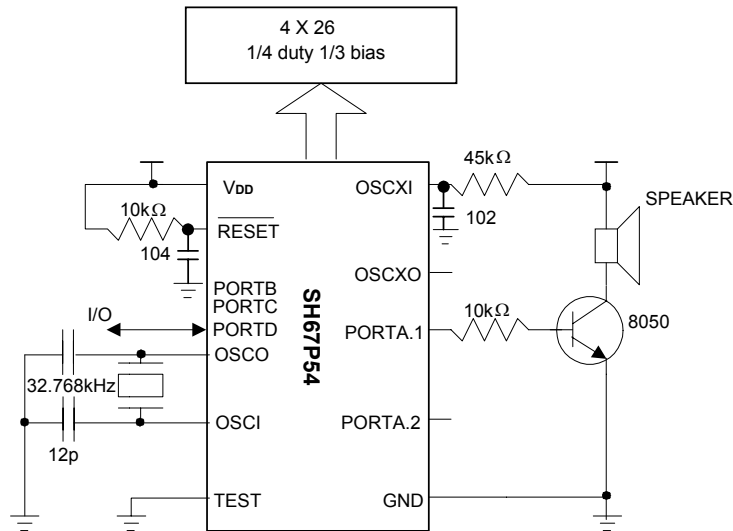 4 X 26
1/4 duty 1/3 bias
45kΩ
VDD
OSCXI
SPEAKER
10kΩ
102
RESET
104
OSCXO
PORTB
PORTC
I/O
PORTD
SH67P54
10kΩ
PORTA.1
8050
OSCO
32.768kHz
OSCI
PORTA.2
12p
TEST
GND